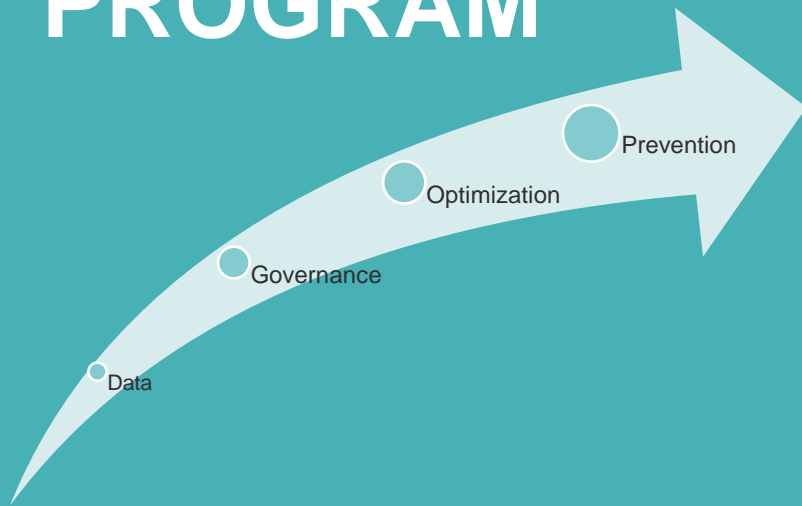 PROGRAM
Prevention
Optimization
Governance
Data